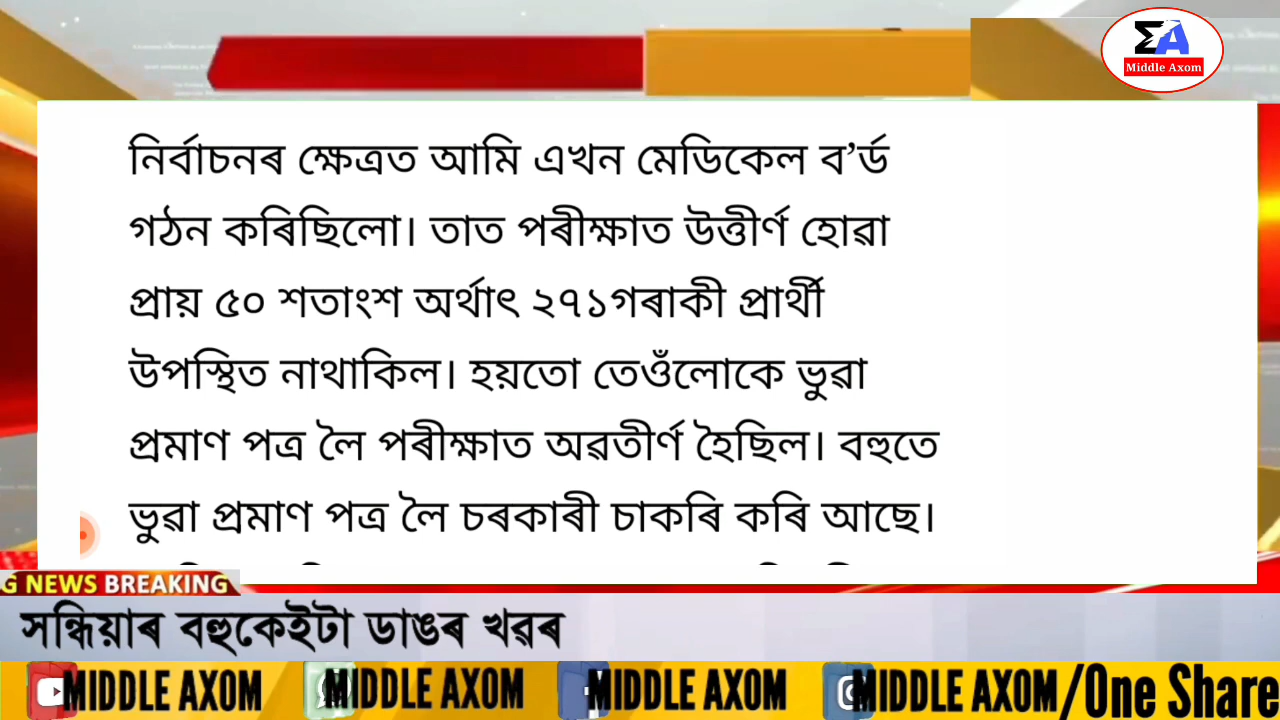 ΣA
Middle Axom
নিৰ্বাচনৰ ক্ষেত্ৰত আমি এখন মেডিকেল ব’ৰ্ড
গঠন কৰিছিলো। তাত পৰীক্ষাত উত্তীৰ্ণ হোৱা
প্ৰায় ৫০ শতাংশ অৰ্থাৎ ২৭১গৰাকী প্ৰাৰ্থী
উপস্থিত নাথাকিল। হয়তো তেওঁলোকে ভুৱা
প্ৰমাণ পত্ৰ লৈ পৰীক্ষাত অৱতীৰ্ণ হৈছিল। বহুতে
ভুৱা প্ৰমাণ পত্ৰ লৈ চৰকাৰী চাকৰি কৰি আছে।
G NEWS BREAKING
সন্ধিয়াৰ বহুকেইটা ডাঙৰ খৱৰ
MIDDLE AXOM MIDDLE AXOM MIDDLE AXOM MIDDLE AXOM/One Share